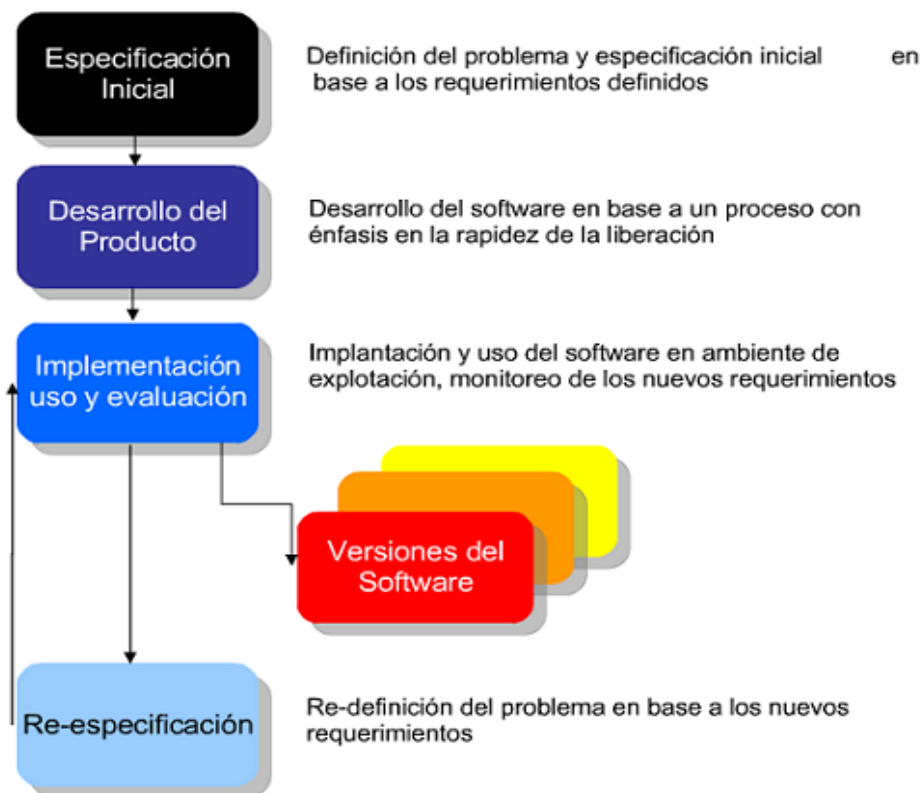 Especificación
Inicial
Definición del problema y especificación inicial en
base a los requerimientos definidos
Desarrollo del
Producto
Desarrollo del software en base a un proceso con
énfasis en la rapidez de la liberación
Implementación
uso y evaluación
Implantación y uso del software en ambiente de
explotación, monitoreo de los nuevos requerimientos
Versiones del
Software
Re-especificación
Re-definición del problema en base a los nuevos
requerimientos